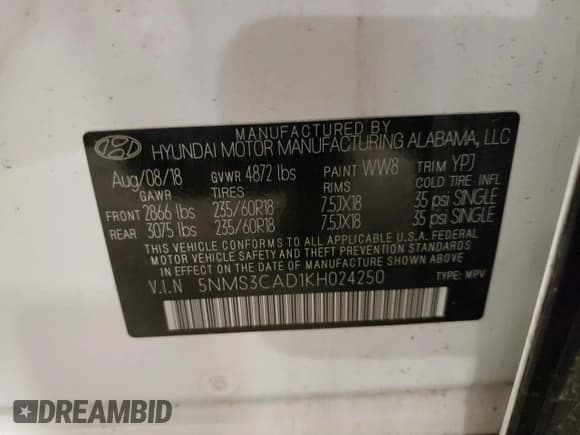 MANUFACTURED BY
HYUNDAI MOTOR MANUFACTURING ALABAMA, LLC
Aug/08/18 GVWR 4872 lbs PAINT WW8 TRIM YPJ
GAWR TIRES RIMS COLD TIRE INFL
FRONT 2866 lbs 235/60R18 7.5JX18 35 psi SINGLE
REAR 3075 lbs 235/60R18 7.5JX18 35 psi SINGLE
THIS VEHICLE CONFORMS TO ALL APPLICABLE U.S.A. FEDERAL
MOTOR VEHICLE SAFETY AND THEFT PREVENTION STANDARDS
IN EFFECT ON THE DATE OF MANUFACTURE SHOWN ABOVE
V.I.N 5NMS3CAD1KH024250 TYPE: MPV
DREAMBID